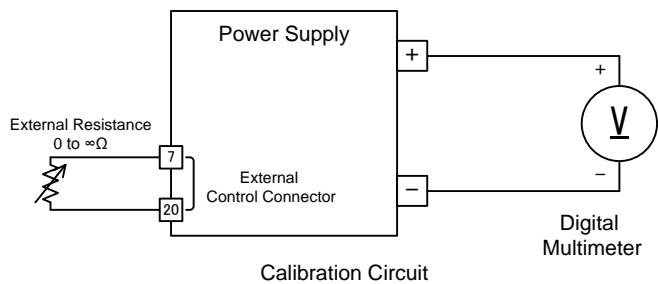 Power Supply
+
+
V
External Resistance
0 to ∞Ω
7
20
External
Control Connector
−
−
Digital
Multimeter
Calibration Circuit